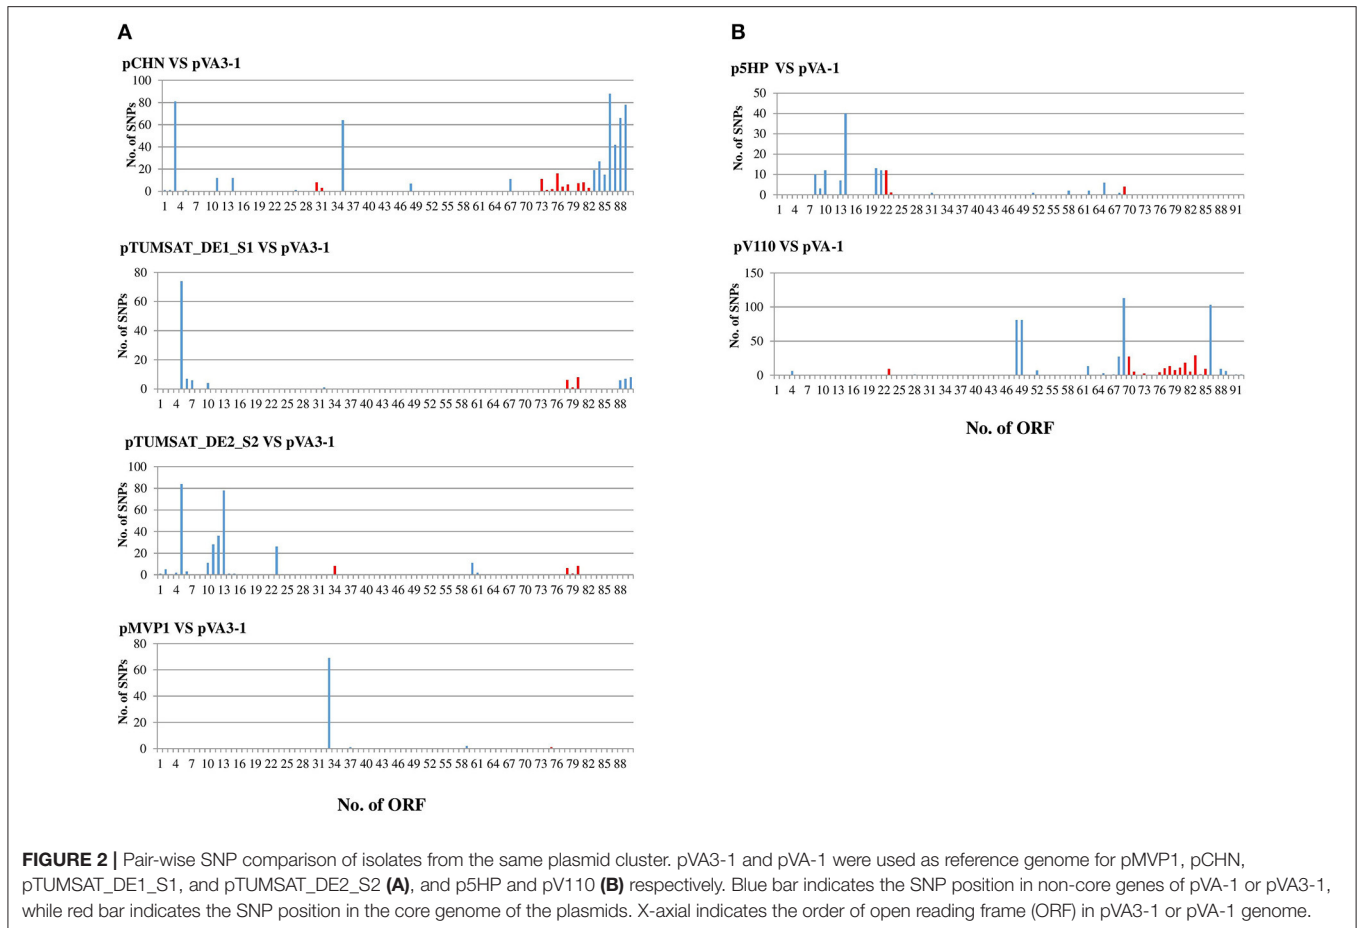 A
pCHN VS pVA3-1
No. of SNPs
100
80
60
40
20
0
1 4 7 10 13 16 19 22 25 28 31 34 37 40 43 46 49 52 55 58 61 64 67 70 73 76 79 82 85 88
pTUMSAT_DE1_S1 VS pVA3-1
No. of SNPs
80
60
40
20
0
1 4 7 10 13 16 19 22 25 28 31 34 37 40 43 46 49 52 55 58 61 64 67 70 73 76 79 82 85 88
pTUMSAT_DE2_S2 VS pVA3-1
No. of SNPs
100
80
60
40
20
0
1 4 7 10 13 16 19 22 25 28 31 34 37 40 43 46 49 52 55 58 61 64 67 70 73 76 79 82 85 88
pMVP1 VS pVA3-1
No. of SNPs
80
60
40
20
0
1 4 7 10 13 16 19 22 25 28 31 34 37 40 43 46 49 52 55 58 61 64 67 70 73 76 79 82 85 88
No. of ORF
B
p5HP VS pVA-1
No. of SNPs
50
40
30
20
10
0
1 4 7 10 13 16 19 22 25 28 31 34 37 40 43 46 49 52 55 58 61 64 67 70 73 76 79 82 85 88 91
pV110 VS pVA-1
No. of SNPs
150
100
50
0
1 4 7 10 13 16 19 22 25 28 31 34 37 40 43 46 49 52 55 58 61 64 67 70 73 76 79 82 85 88 91
No. of ORF
FIGURE 2 | Pair-wise SNP comparison of isolates from the same plasmid cluster. pVA3-1 and pVA-1 were used as reference genome for pMVP1, pCHN,
pTUMSAT_DE1_S1, and pTUMSAT_DE2_S2 (A), and p5HP and pV110 (B) respectively. Blue bar indicates the SNP position in non-core genes of pVA-1 or pVA3-1,
while red bar indicates the SNP position in the core genome of the plasmids. X-axial indicates the order of open reading frame (ORF) in pVA3-1 or pVA-1 genome.